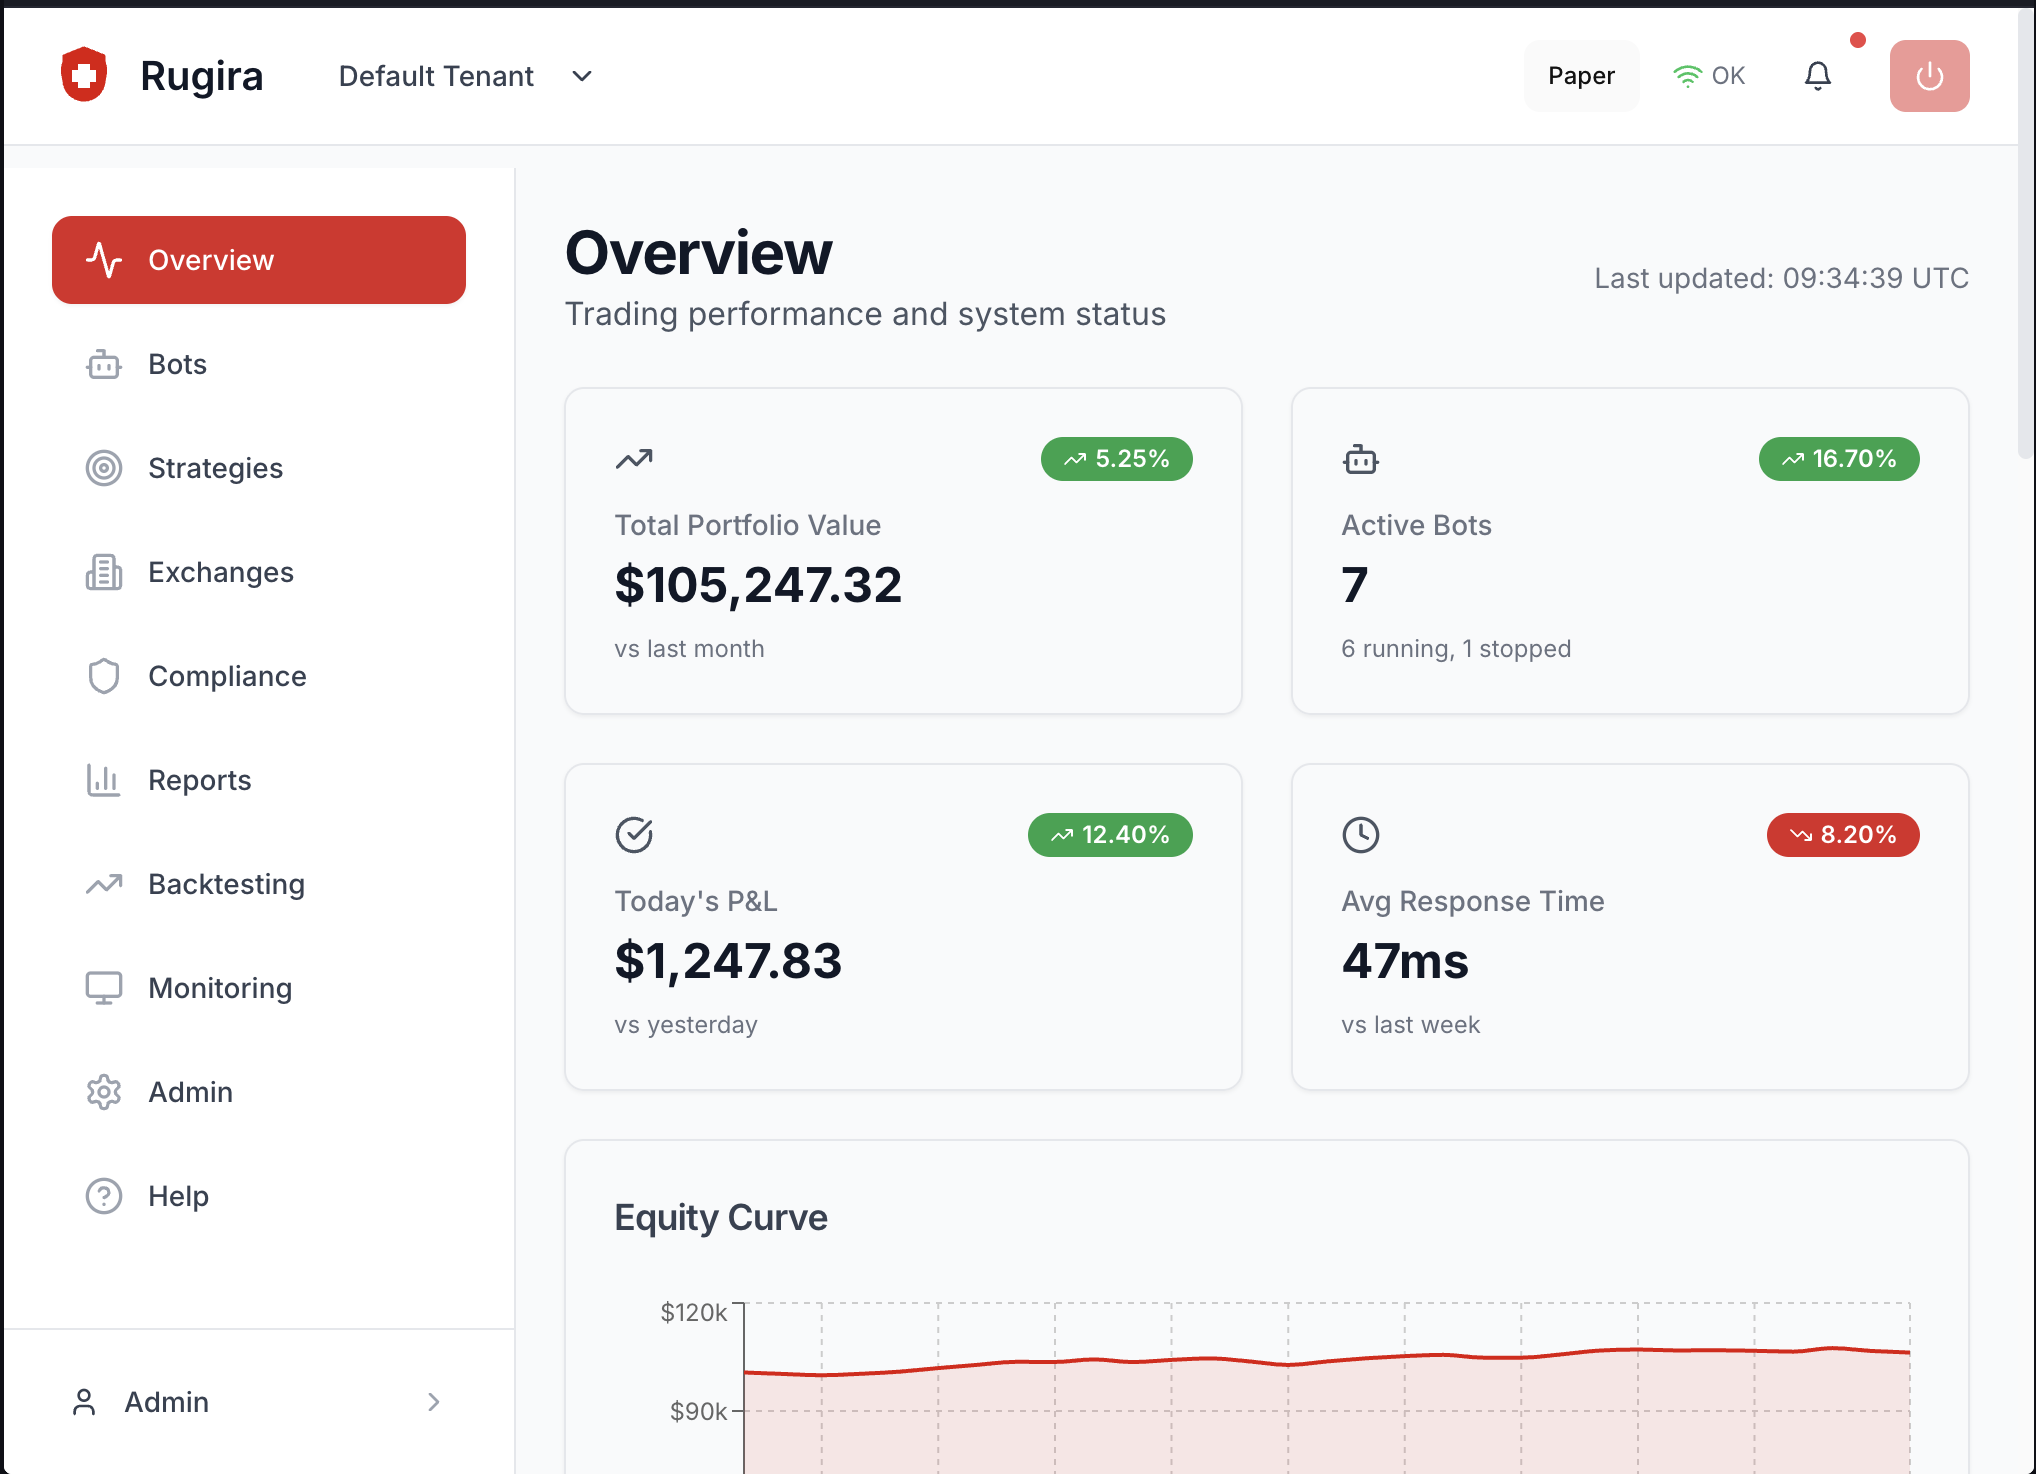 Rugira
Default Tenant
Paper
OK
Overview
Bots
Strategies
Exchanges
Compliance
Reports
Backtesting
Monitoring
Admin
Help
Admin
Overview
Trading performance and system status
Last updated: 09:34:39 UTC
5.25%
Total Portfolio Value
$105,247.32
vs last month
16.70%
Active Bots
7
6 running, 1 stopped
12.40%
Today's P&L
$1,247.83
vs yesterday
8.20%
Avg Response Time
47ms
vs last week
Equity Curve
$120k
$90k